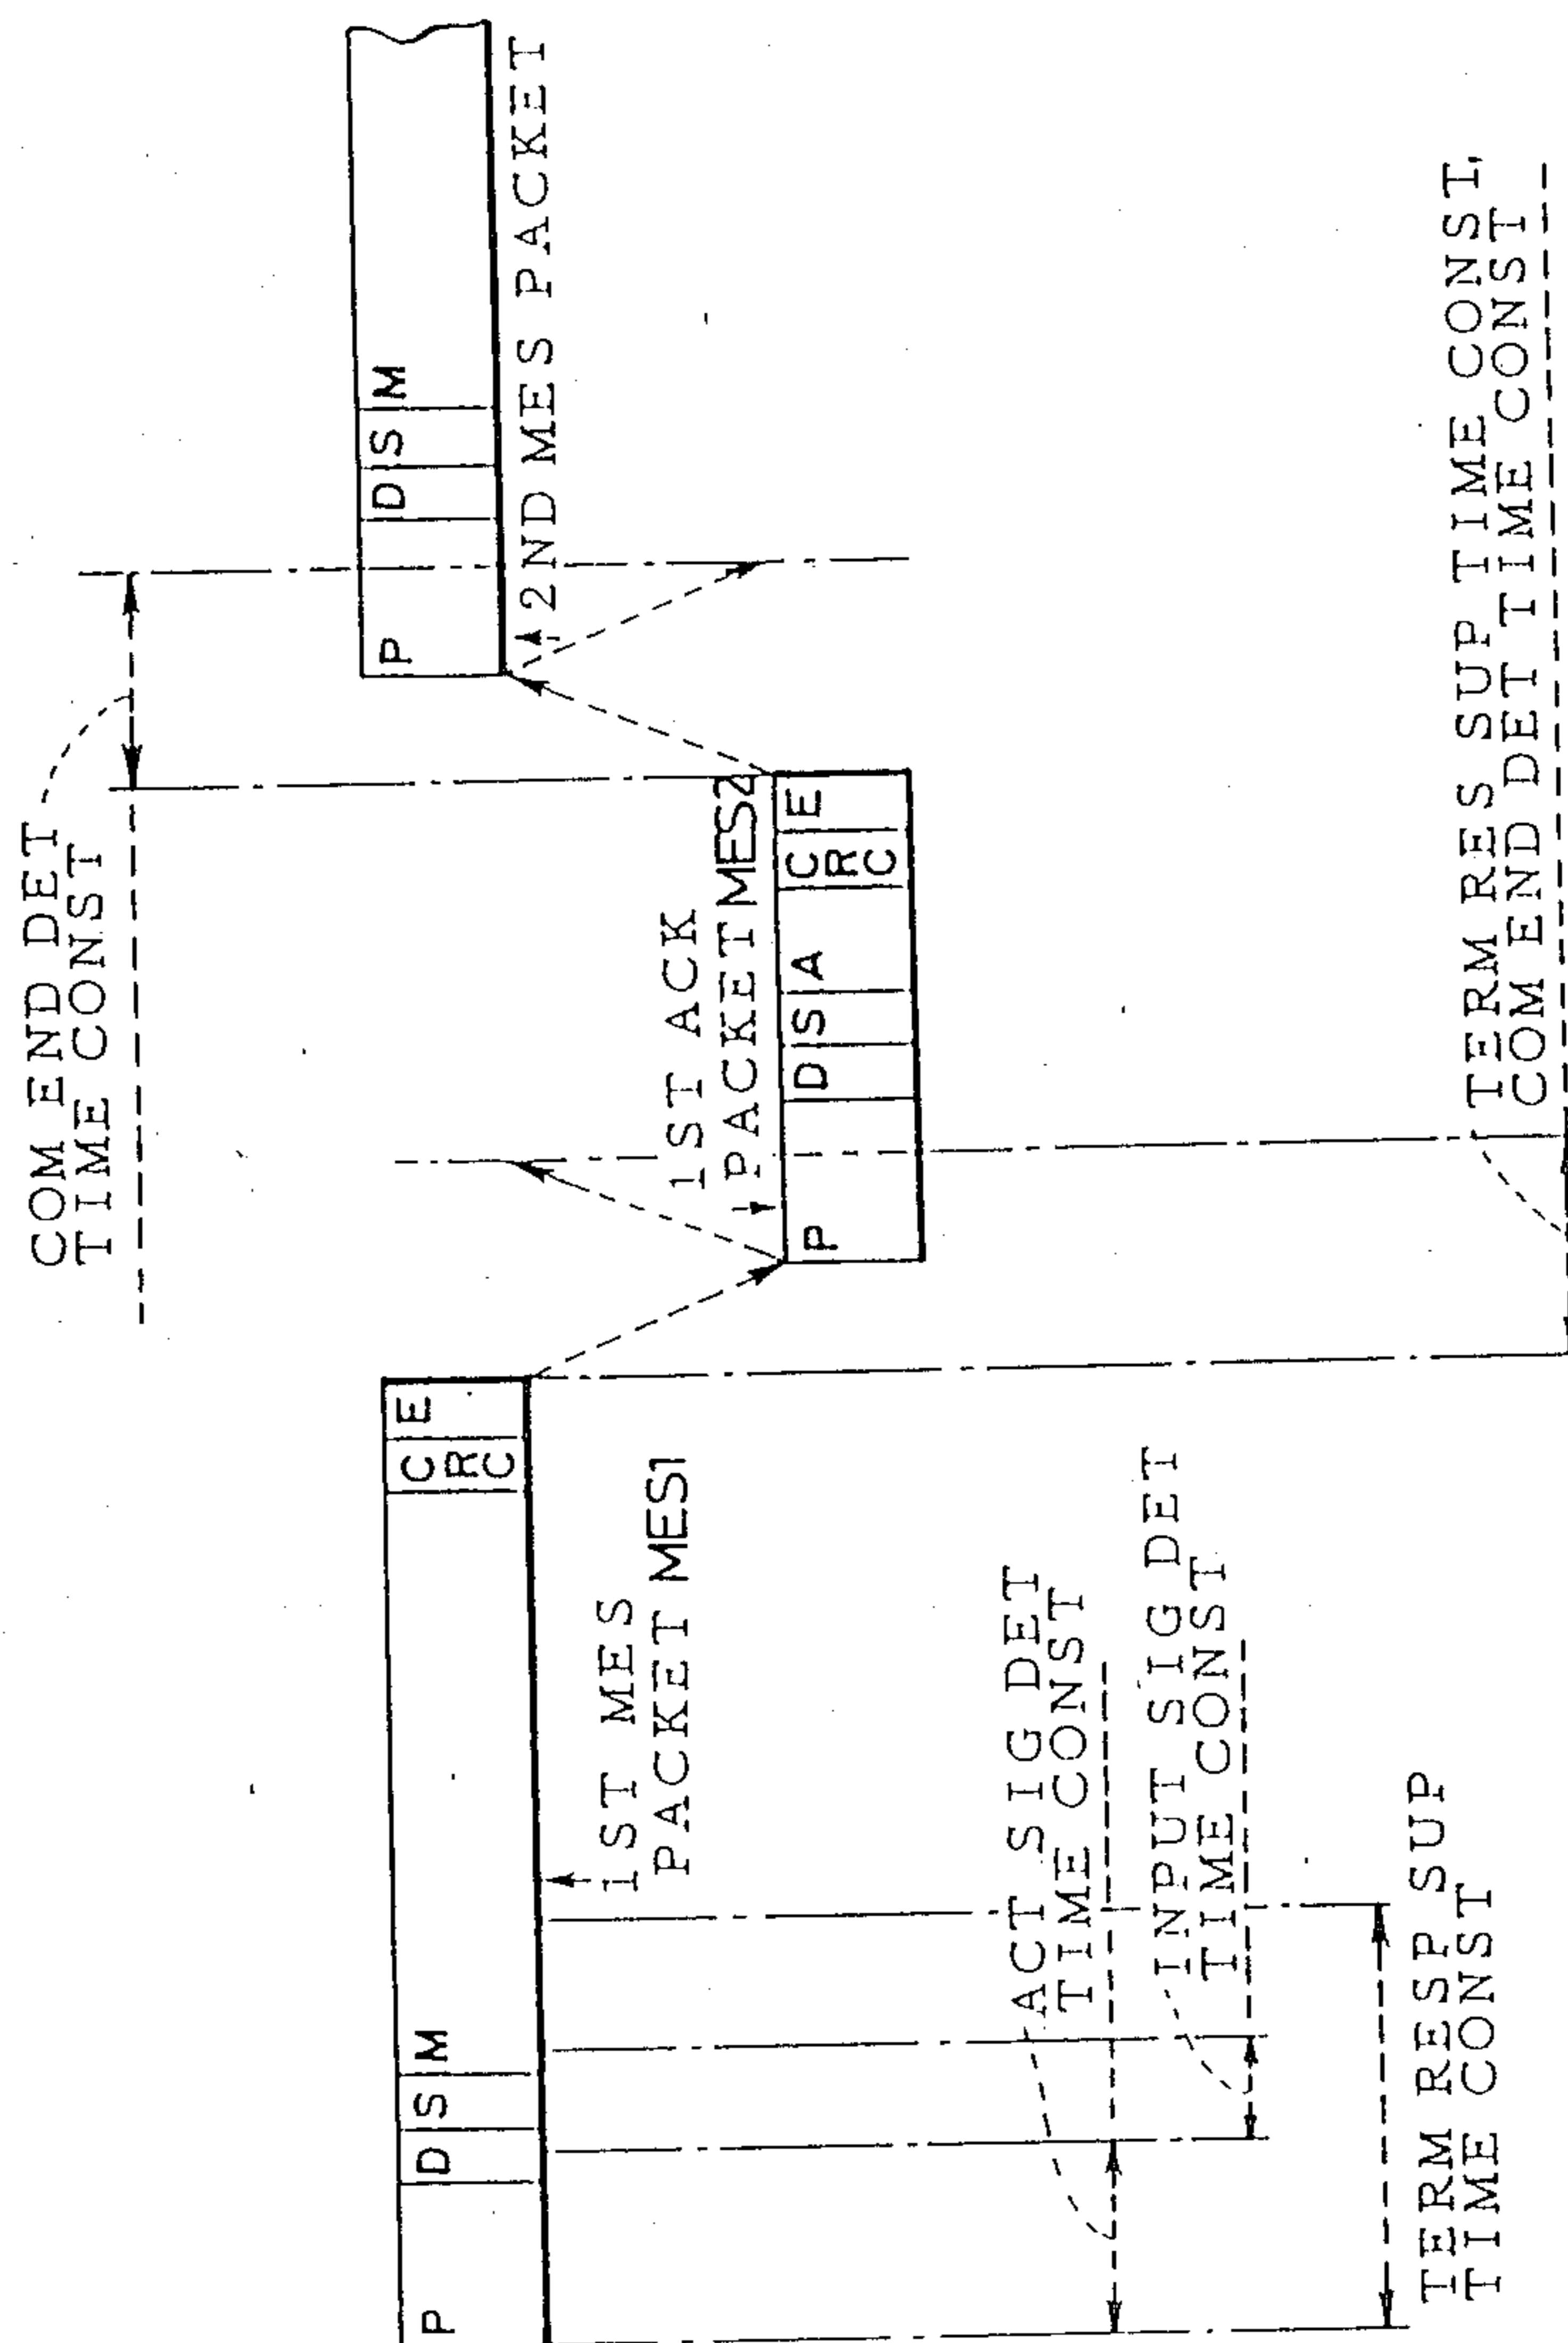 COM END DET
TIME CONST
P D S M
2ND MES PACKET
1ST ACK
PACKET MES2
P D S A CRC E
P D S M CRC E
1ST MES
PACKET MES1
ACT SIG DET
TIME CONST
INPUT SIG DET
TIME CONST
TERM RESP SUP
TIME CONST
TERM RES SUP TIME CONST,
COM END DET TIME CONST